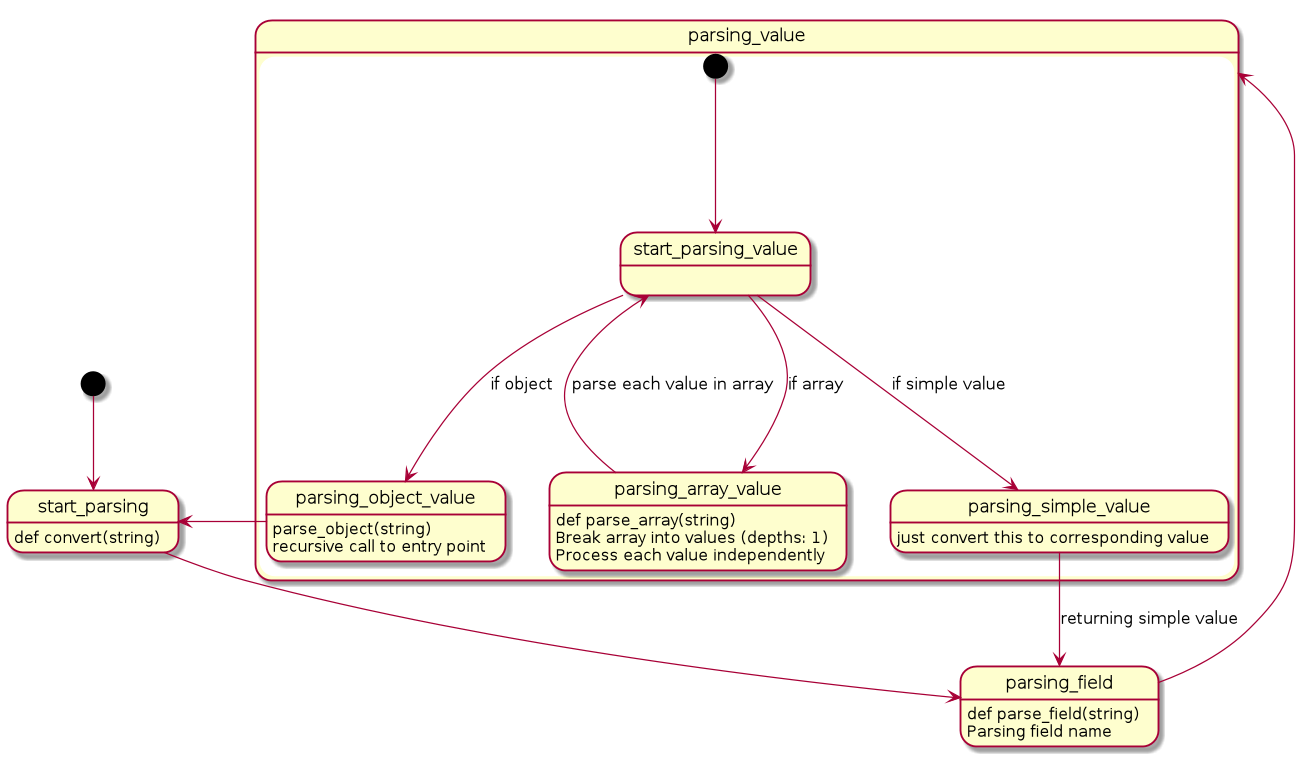 parsing_value
start_parsing_value
if object
parse each value in array
if array
if simple value
start_parsing
def convert(string)
parsing_object_value
parse_object(string)
recursive call to entry point
parsing_array_value
def parse_array(string)
Break array into values (depths: 1)
Process each value independently
parsing_simple_value
just convert this to corresponding value
returning simple value
parsing_field
def parse_field(string)
Parsing field name